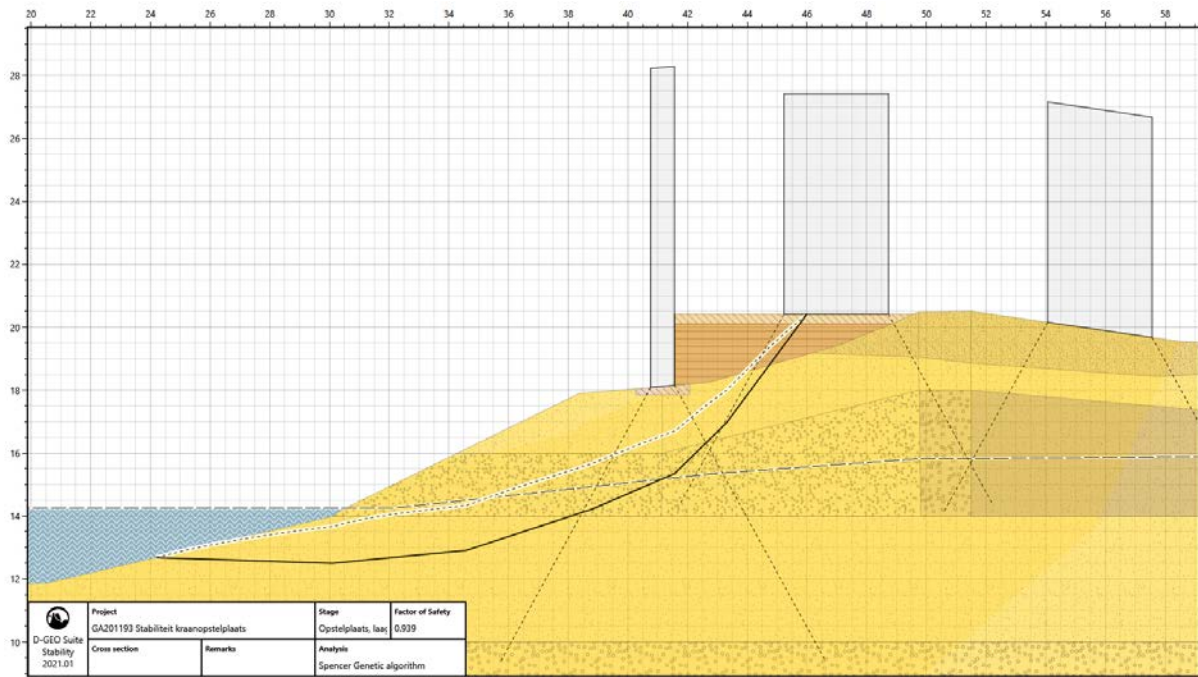 20 22 24 26 28 30 32 34 36 38 40 42 44 46 48 50 52 54 56 58
28
26
24
22
20
18
16
14
12
10
D-GEO Suite
Stability
2021.01
Project
GA201193 Stabiliteit kraanopstelplaats
Stage
Opstelplaats,
Factor of Safety
0,939
Cross section
Remarks
Analysis
Spencer Genetic algorithm